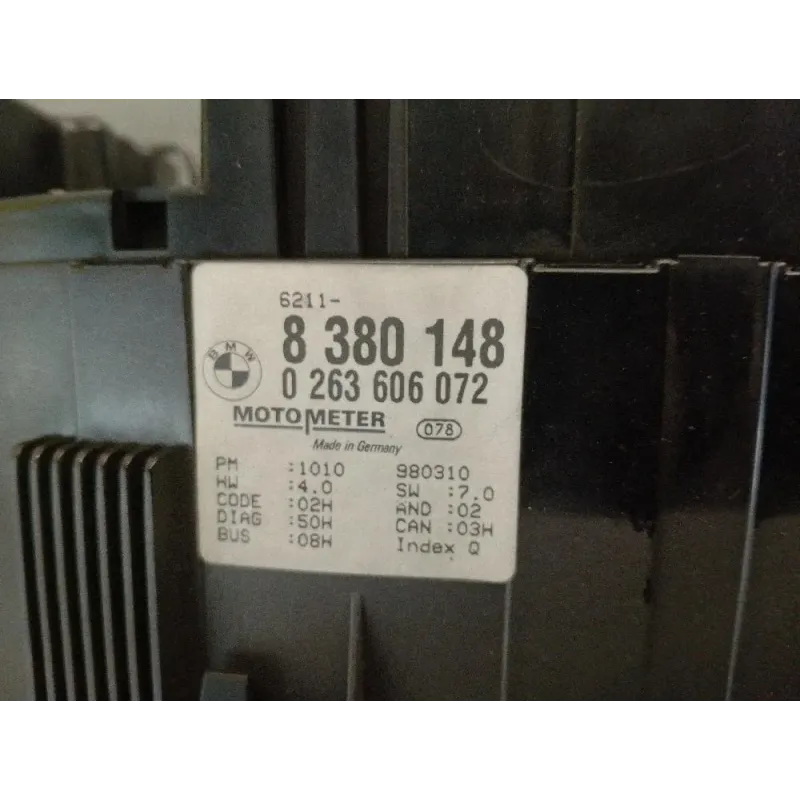 6211-
8 380 148
BMW
0 263 606 072
MOTOMETER
078
Made in Germany
PM :1010 980310
HW :4.0 SW :7.0
CODE :02H AND :02
DIAG :50H CAN :03H
BUS :08H Index Q